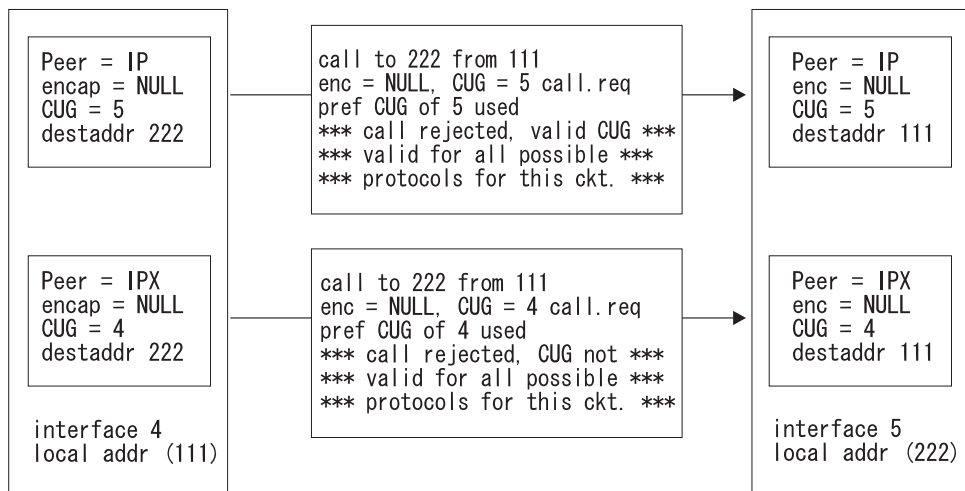 Peer = IP
encap = NULL
CUG = 5
destaddr 222
call to 222 from 111
enc = NULL, CUG = 5 call.req
pref CUG of 5 used
*** call rejected, valid CUG ***
*** valid for all possible ***
*** protocols for this ckt. ***
Peer = IP
enc = NULL
CUG = 5
destaddr 111
Peer = IPX
encap = NULL
CUG = 4
destaddr 222
call to 222 from 111
enc = NULL, CUG = 4 call.req
pref CUG of 4 used
*** call rejected, CUG not ***
*** valid for all possible ***
*** protocols for this ckt. ***
Peer = IPX
enc = NULL
CUG = 4
destaddr 111
interface 4
local addr (111)
interface 5
local addr (222)